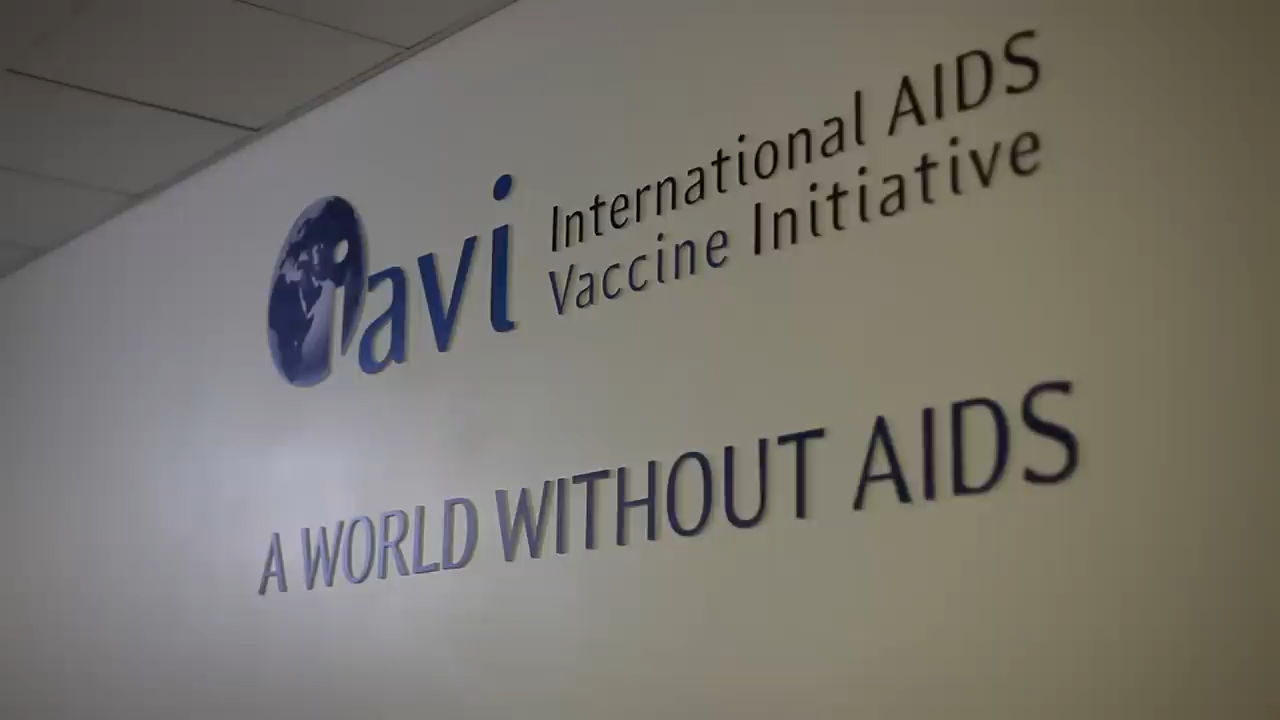 iavi
International AIDS
Vaccine Initiative
A WORLD WITHOUT AIDS